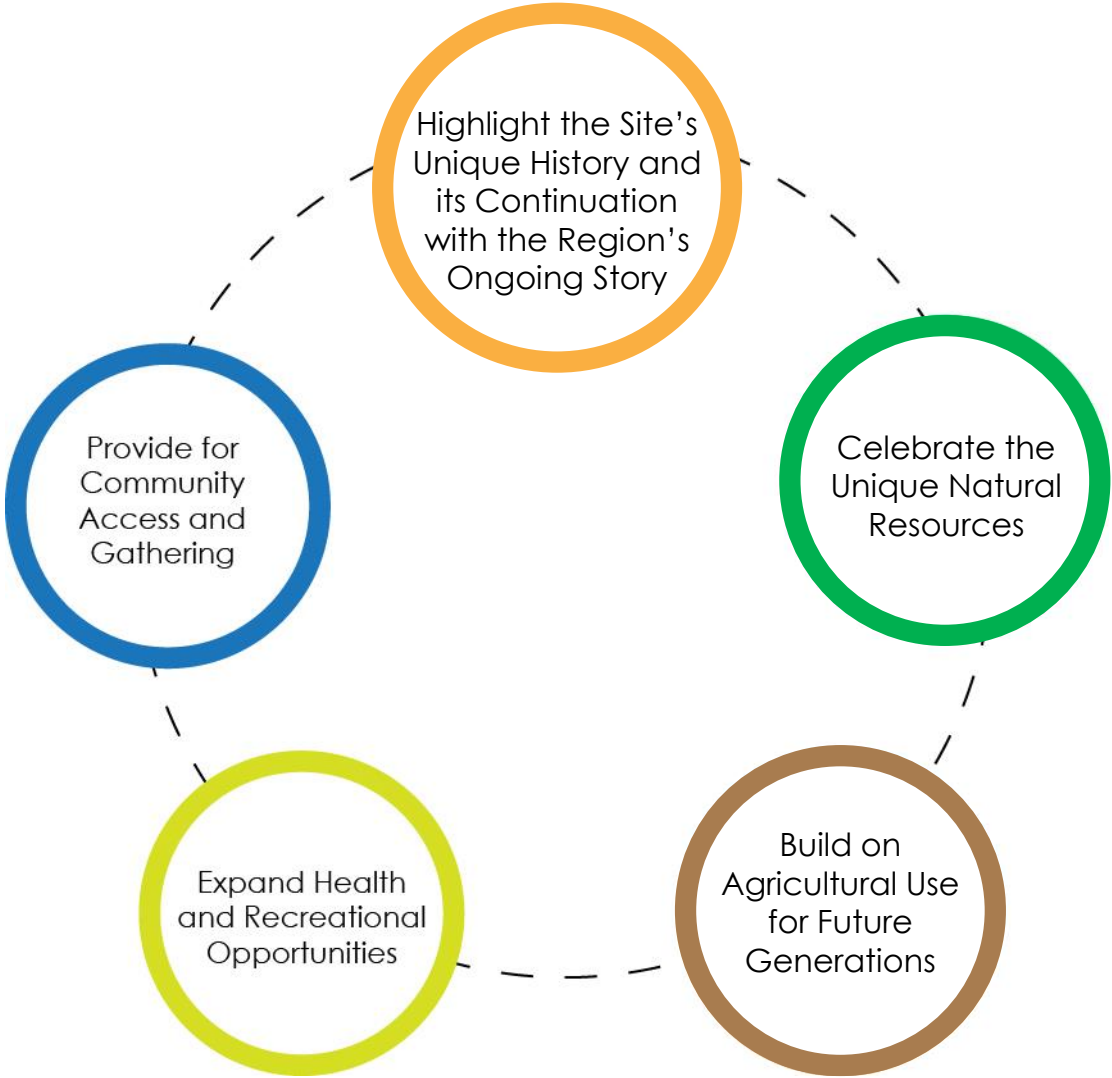 Highlight the Site’s
Unique History and
its Continuation
with the Region’s
Ongoing Story
Celebrate the
Unique Natural
Resources
Build on
Agricultural Use
for Future
Generations
Expand Health
and Recreational
Opportunities
Provide for
Community
Access and
Gathering